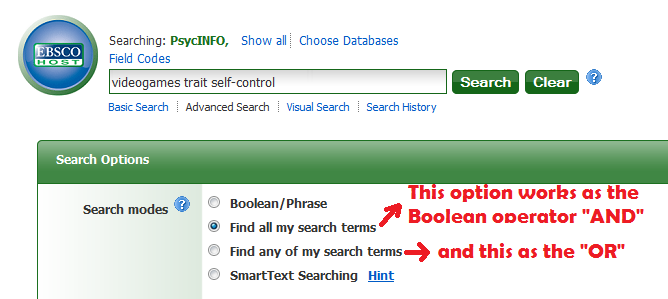 EBSCO
HOST
Searching: PsycINFO, Show all Choose Databases
Field Codes
videogames trait self-control Search Clear ?
Basic Search Advanced Search Visual Search Search History
Search Options
Search modes ? Boolean/Phrase
Find all my search terms
Find any of my search terms
SmartText Searching Hint
This option works as the
Boolean operator "AND"
and this as the "OR"